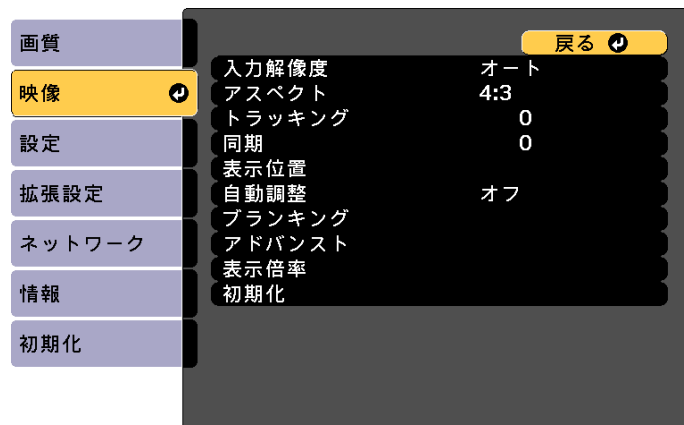 画質
映像
設定
拡張設定
ネットワーク
情報
初期化
戻る
入力解像度 オート
アスペクト 4:3
トラッキング 0
同期 0
表示位置
自動調整 オフ
ブランキング
アドバンスト
表示倍率
初期化